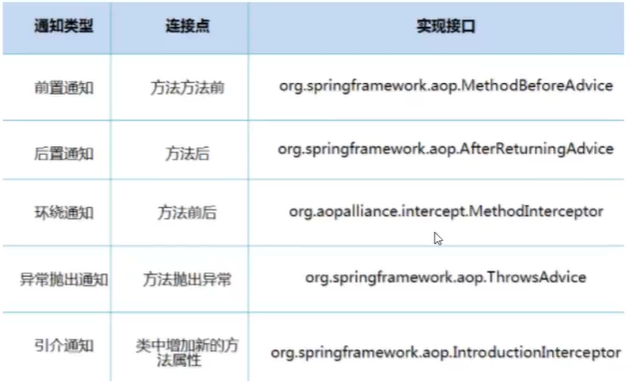 通知类型 连接点 实现接口
前置通知 方法方法前 org.springframework.aop.MethodBeforeAdvice
后置通知 方法后 org.springframework.aop.AfterReturningAdvice
环绕通知 方法前后 org.aopalliance.intercept.MethodInterceptor
异常抛出通知 方法抛出异常 org.springframework.aop.ThrowsAdvice
引介通知 类中增加新的方
法属性 org.springframework.aop.IntroductionInterceptor